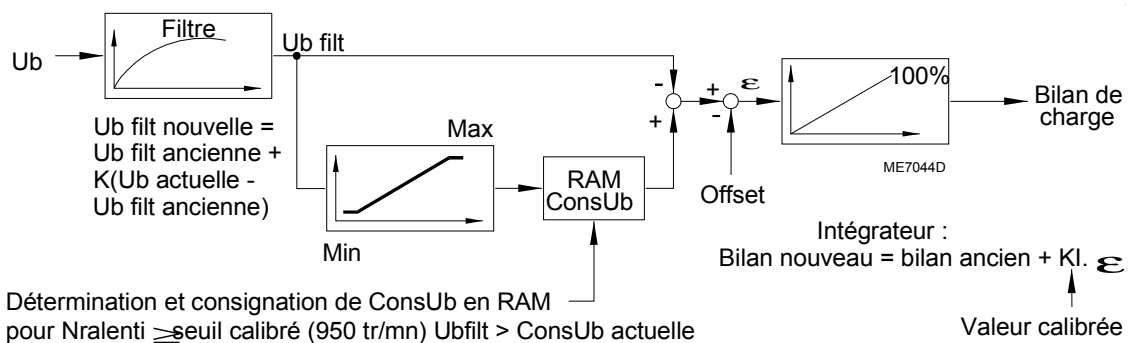 Filtre
Ub
Ub filt
Ub filt nouvelle =
Ub filt ancienne +
K(Ub actuelle -
Ub filt ancienne)
Max
Min
RAM
ConsUb
-
+
+
-
ε
Offset
100%
ME7044D
Bilan de
charge
Intégrateur :
Bilan nouveau = bilan ancien + KI. ε
Valeur calibrée
Détermination et consignation de ConsUb en RAM
pour Nralenti ≥seuil calibré (950 tr/mn) Ubfilt > ConsUb actuelle